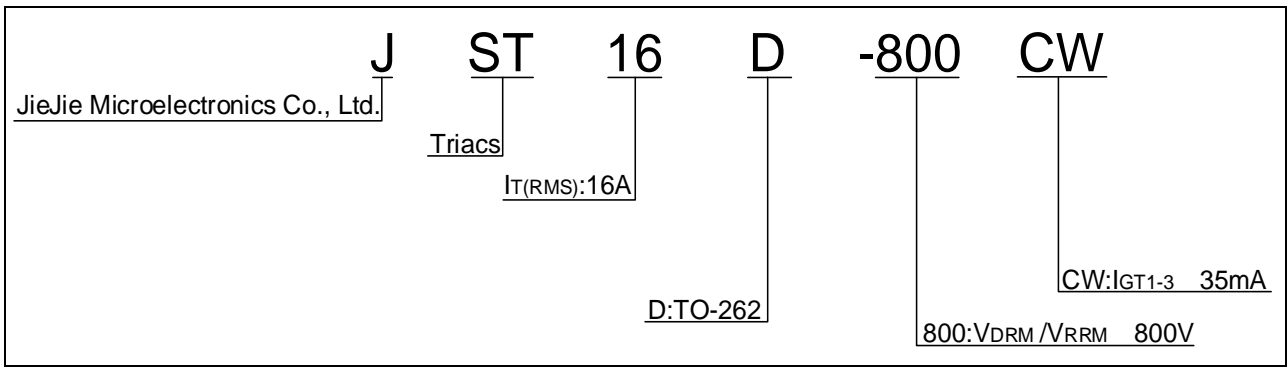 J ST 16 D -800 CW
JieJie Microelectronics Co., Ltd.
Triacs
IT(RMS):16A
CW:IGT1-3 35mA
D:TO-262
800:VDRM /VRRM 800V